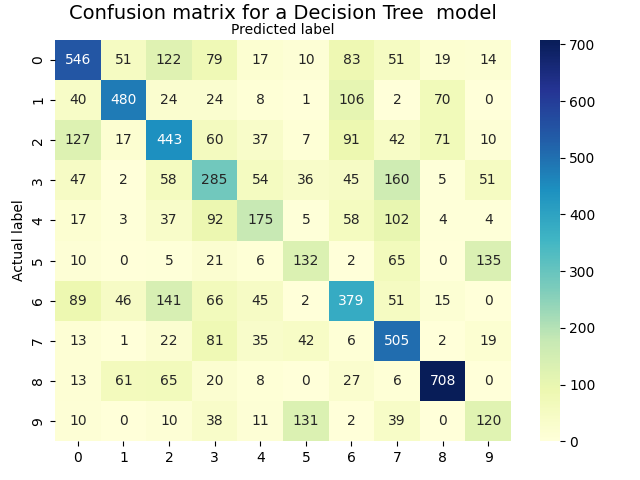 Confusion matrix for a Decision Tree  model
Predicted label
0 546 51 122 79 17 10 83 51 19 14
1 40 480 24 24 8 1 106 2 70 0
2 127 17 443 60 37 7 91 42 71 10
3 47 2 58 285 54 36 45 160 5 51
4 17 3 37 92 175 5 58 102 4 4
5 10 0 5 21 6 132 2 65 0 135
6 89 46 141 66 45 2 379 51 15 0
7 13 1 22 81 35 42 6 505 2 19
8 13 61 65 20 8 0 27 6 708 0
9 10 0 10 38 11 131 2 39 0 120
0 1 2 3 4 5 6 7 8 9
Actual label
700
600
500
400
300
200
100
0